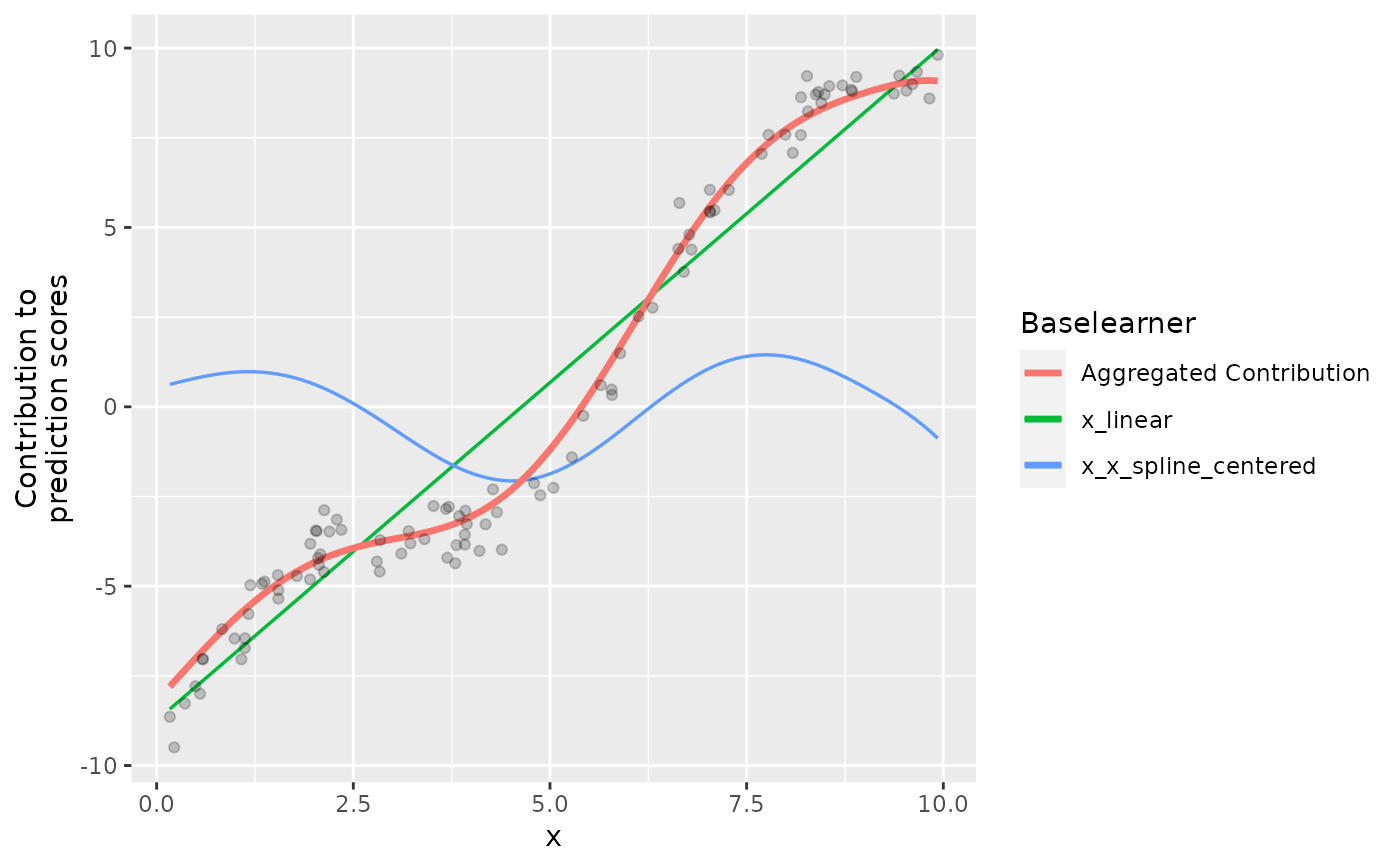 Contribution to
prediction scores
10
5
0
-5
-10
0.0
2.5
5.0
7.5
10.0
x
Baselearner
Aggregated Contribution
x_linear
x_x_spline_centered